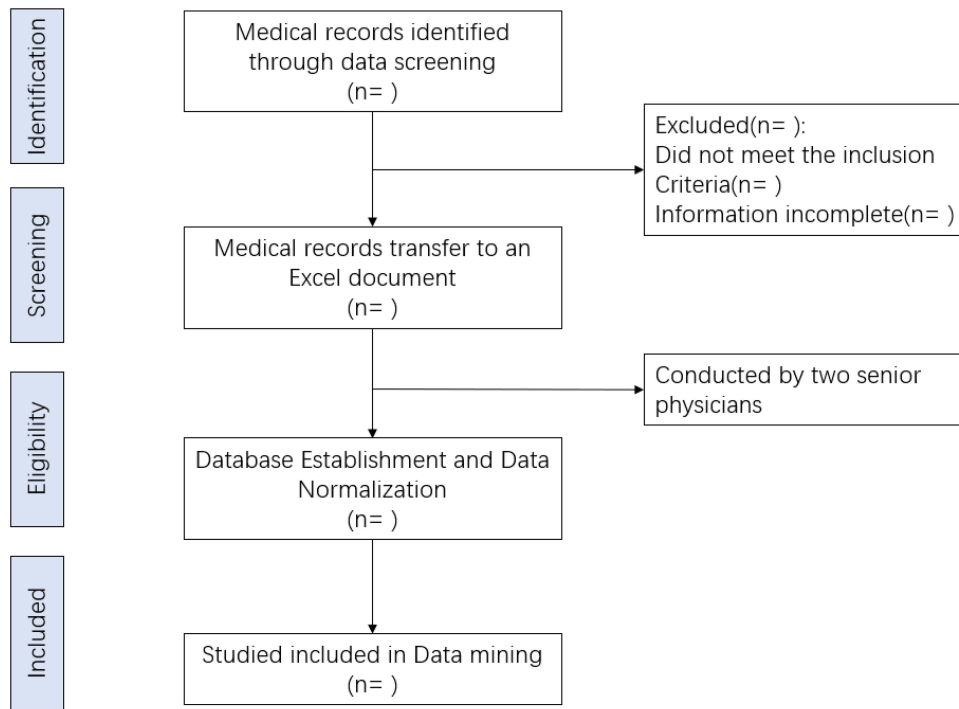 Identification
Medical records identified
through data screening
(n= )
Excluded(n= ):
Did not meet the inclusion
Criteria(n= )
Information incomplete(n= )
Screening
Medical records transfer to an
Excel document
(n= )
Conducted by two senior
physicians
Eligibility
Database Establishment and Data
Normalization
(n= )
Included
Studied included in Data mining
(n= )